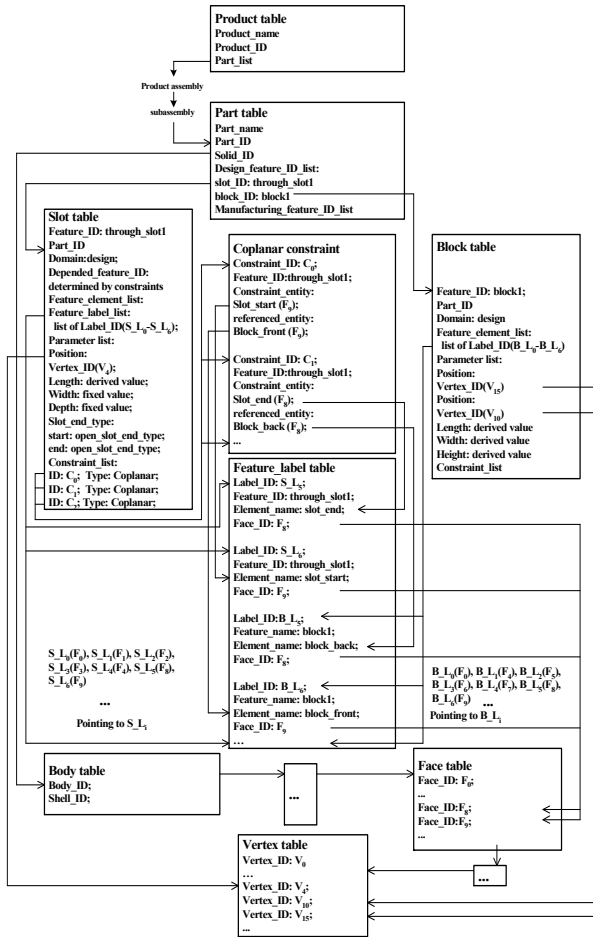 Product table
Product_name
Product_ID
Part_list
Product assembly
subassembly
Part table
Part_name
Part_ID
Solid_ID
Design_feature_ID_list:
slot_ID: through_slot1
block_ID: block1
Manufacturing_feature_ID_list
Slot table
Feature_ID: through_slot1
Part_ID
Domain:design;
Depended_feature_ID:
determined by constraints
Feature_element_list:
Feature_label_list:
list of Label_ID(S_L0-S_L6);
Parameter list:
Position:
Vertex_ID(V4);
Length: derived value;
Width: fixed value;
Depth: fixed value;
Slot_end_type:
start: open_slot_end_type;
end: open_slot_end_type;
Constraint_list:
ID: C0; Type: Coplanar;
ID: C1; Type: Coplanar;
ID: C2; Type: Coplanar;
Coplanar constraint
Constraint_ID: C0;
Feature_ID:through_slot1;
Constraint_entity:
Slot_start (F9);
referenced_entity:
Block_front (F9);
Constraint_ID: C1;
Feature_ID:through_slot1;
Constraint_entity:
Slot_end (F8);
referenced_entity:
Block_back (F8);
...
Block table
Feature_ID: block1;
Part_ID
Domain: design
Feature_element_list:
list of Label_ID(B_L0-B_L6)
Parameter list:
Position:
Vertex_ID(V15)
Position:
Vertex_ID(V10)
Length: derived value
Width: derived value
Height: derived value
Constraint_list
Feature_label table
Label_ID: S_L5;
Feature_ID: through_slot1;
Element_name: slot_end;
Face_ID: F8;
Label_ID: S_L6;
Feature_ID: through_slot1;
Element_name: slot_start;
Face_ID: F9;
Label_ID:B_L5;
Feature_name: block1;
Element_name: block_back;
Face_ID: F8;
Label_ID: B_L6;
Feature_name: block1;
Element_name: block_front;
Face_ID: F9
...
S_L0(F0), S_L1(F1), S_L2(F2),
S_L3(F3), S_L4(F4), S_L5(F8),
S_L6(F9)
...
Pointing to S_Li
B_L0(F0), B_L1(F4), B_L2(F5),
B_L3(F6), B_L4(F7), B_L5(F8),
B_L6(F9)
...
Pointing to B_Li
Body table
Body_ID;
Shell_ID;
...
Face table
Face_ID: F0;
...
Face_ID:F8;
Face_ID:F9;
...
...
Vertex table
Vertex_ID: V0
...
Vertex_ID: V4;
Vertex_ID: V10;
Vertex_ID: V15;
...